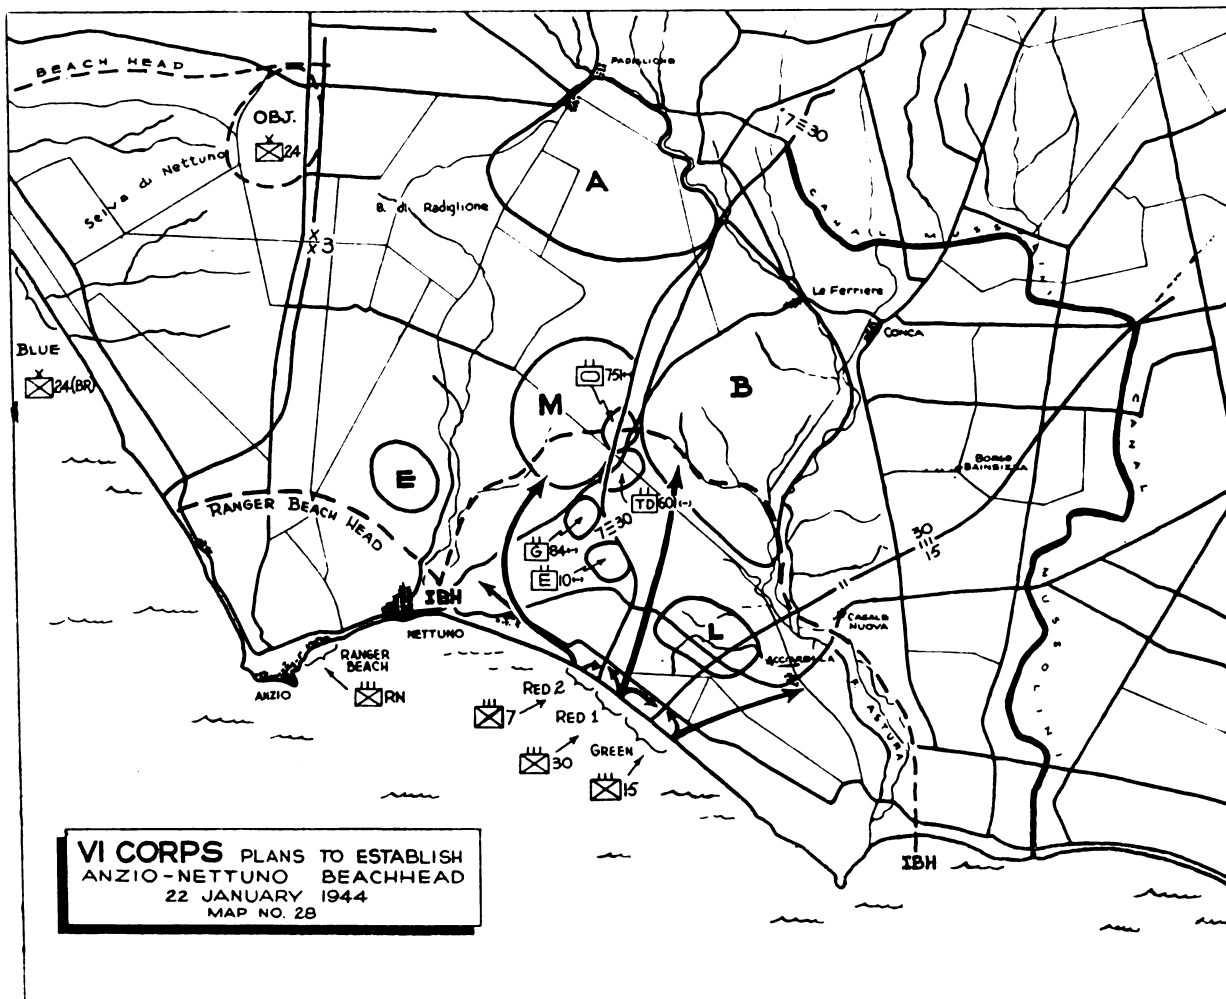 PADIGLIONE
BEACH HEAD
OBJ.
24
7 30
Selva di Nettuno
A
CANAL MUSSOLINI
B. di Radiglione
3
Le Ferriere
CONCA
BLUE
24(BR)
751(-)
M
B
CANAL
E
BORGO
BAINSIZZA
RANGER BEACH HEAD
TD 601(-)
30
15
7 30
G 84(-)
E 10(-)
MUSSOLINI
IBH
L
CASALE
NUOVA
NETTUNO
RANGER
BEACH
ACCIARELLA
ANZIO
RN
RED 2
7
F. ASTURA
RED 1
GREEN
30
15
IBH
VI CORPS PLANS TO ESTABLISH
ANZIO-NETTUNO BEACHHEAD
22 JANUARY 1944
MAP NO. 28